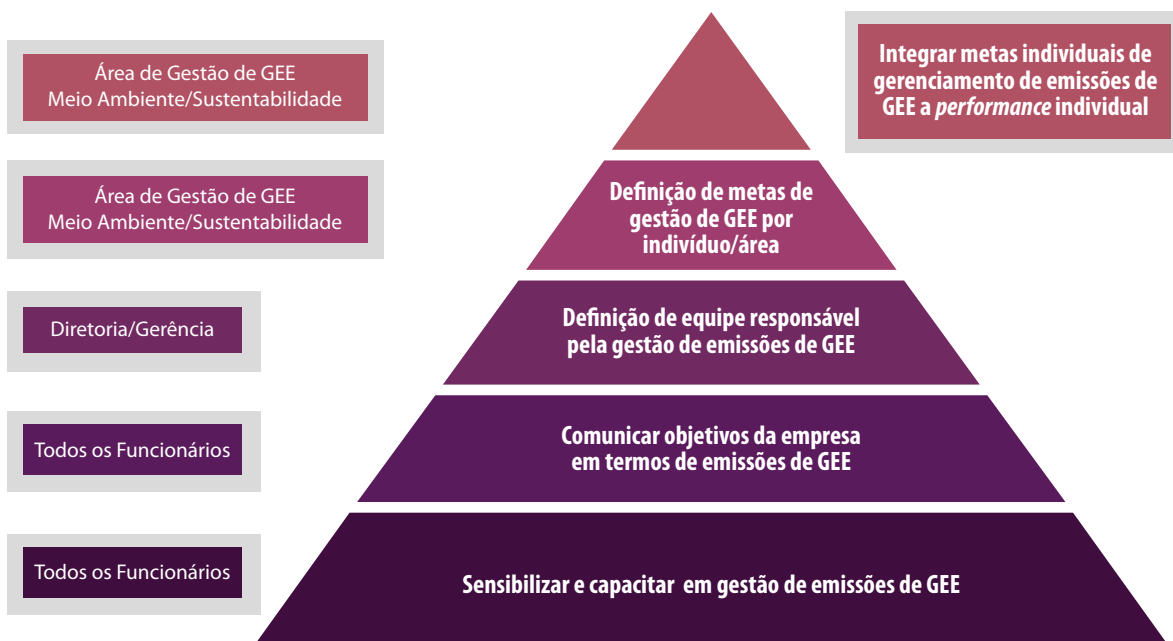 Área de Gestão de GEE
Meio Ambiente/Sustentabilidade
Integrar metas individuais de
gerenciamento de emissões de
GEE a performance individual
Área de Gestão de GEE
Meio Ambiente/Sustentabilidade
Definição de metas de
gestão de GEE por
indivíduo/área
Diretoria/Gerência
Definição de equipe responsável
pela gestão de emissões de GEE
Todos os Funcionários
Comunicar objetivos da empresa
em termos de emissões de GEE
Todos os Funcionários
Sensibilizar e capacitar em gestão de emissões de GEE